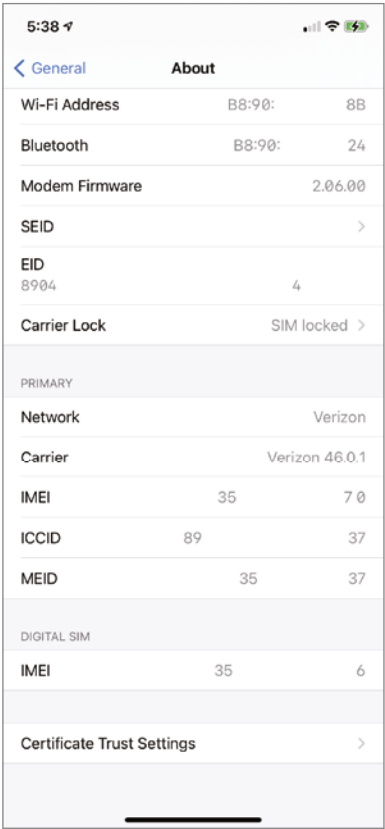 5:38
General
About
Wi-Fi Address B8:90: 8B
Bluetooth B8:90: 24
Modem Firmware 2.06.00
SEID
EID
8904 4
Carrier Lock SIM locked
PRIMARY
Network Verizon
Carrier Verizon 46.0.1
IMEI 35 7 0
ICCID 89 37
MEID 35 37
DIGITAL SIM
IMEI 35 6
Certificate Trust Settings